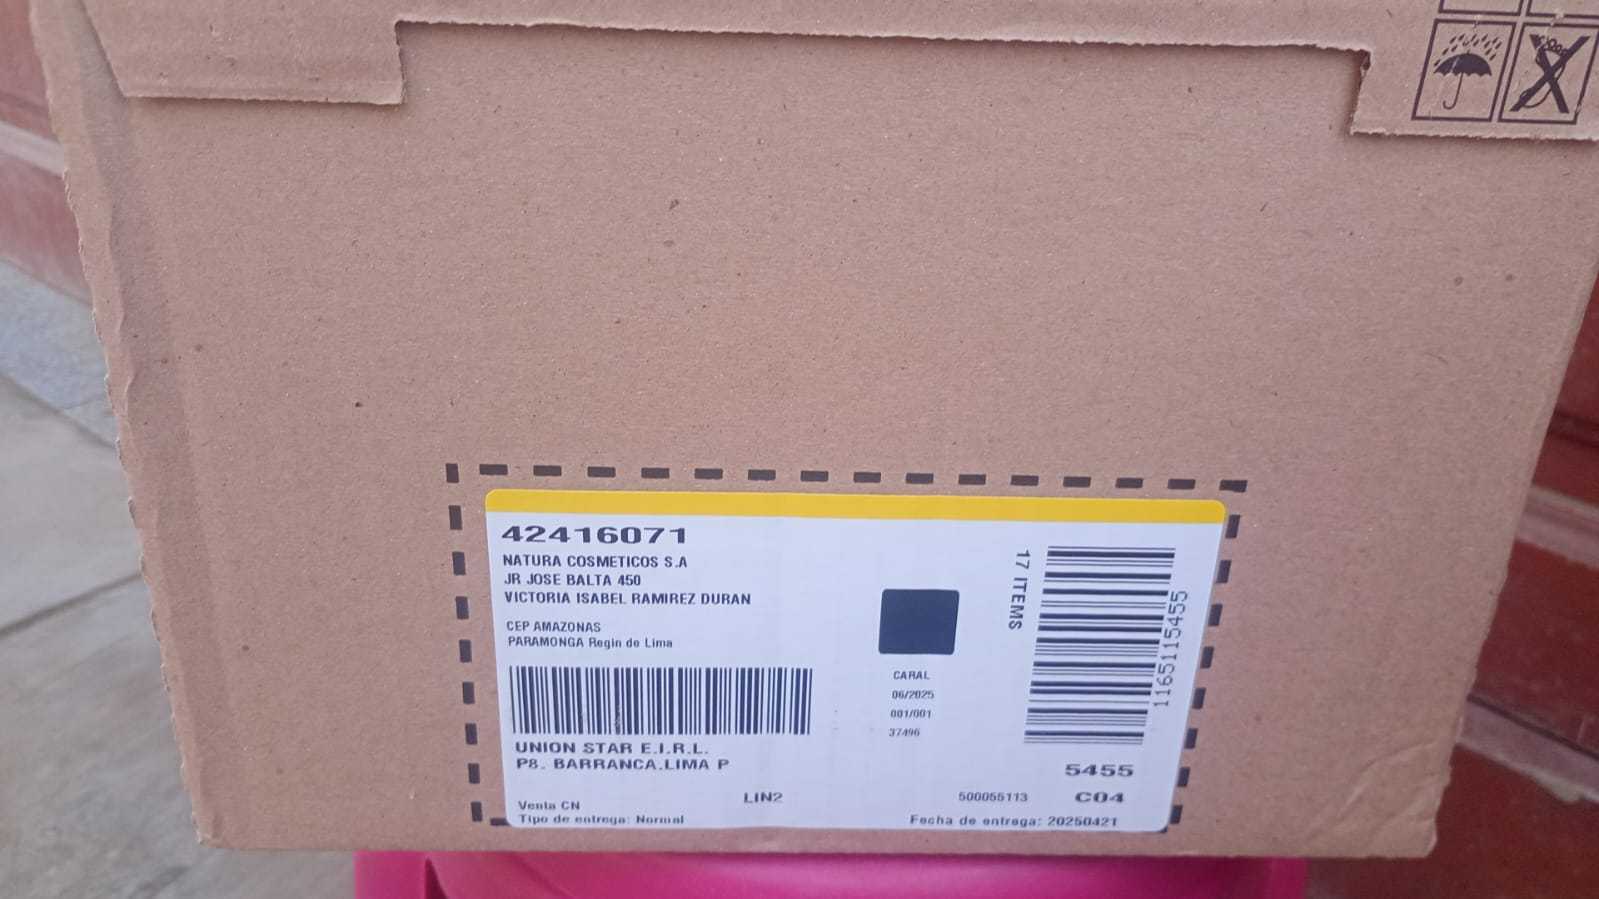 42416071
NATURA COSMETICOS S.A
JR JOSE BALTA 450
VICTORIA ISABEL RAMIREZ DURAN
CEP AMAZONAS
PARAMONGA Regin de Lima
UNION STAR E.I.R.L.
P8. BARRANCA.LIMA P
Venta CN
LIN2
Tipo de entrega: Normal
CARAL
06/2025
001/001
37496
17 ITEMS
1165115455
5455
500055113
C04
Fecha de entrega: 20250421